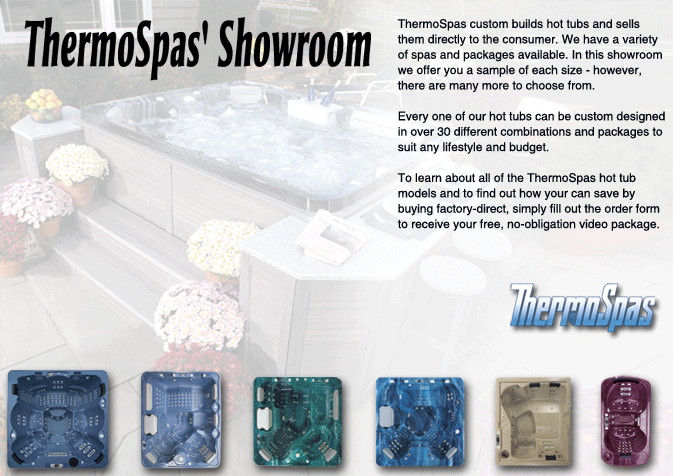 ThermoSpas' Showroom
ThermoSpas custom builds hot tubs and sells
them directly to the consumer. We have a variety
of spas and packages available. In this showroom
we offer you a sample of each size - however,
there are many more to choose from.
Every one of our hot tubs can be custom designed
in over 30 different combinations and packages to
suit any lifestyle and budget.
To learn about all of the ThermoSpas hot tub
models and to find out how your can save by
buying factory-direct, simply fill out the order form
to receive your free, no-obligation video package.
ThermoSpas